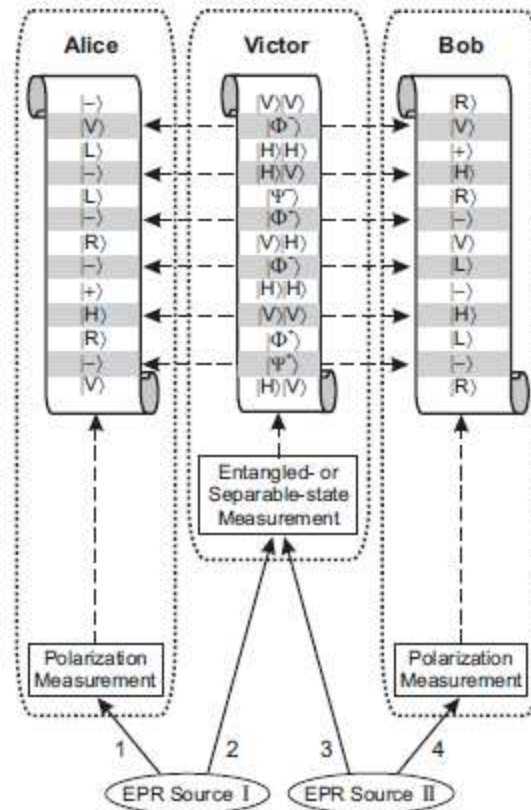 Alice
|−⟩
|V⟩
|L⟩
|−⟩
|L⟩
|−⟩
|R⟩
|−⟩
|+⟩
|H⟩
|R⟩
|−⟩
|V⟩
Polarization
Measurement
Victor
|V⟩|V⟩
|Φ⁻⟩
|H⟩|H⟩
|H⟩|V⟩
|Ψ⁻⟩
|Φ⁺⟩
|V⟩|H⟩
|Φ⁻⟩
|H⟩|H⟩
|V⟩|V⟩
|Φ⁺⟩
|Ψ⁺⟩
|H⟩|V⟩
Entangled- or
Separable-state
Measurement
Bob
|R⟩
|V⟩
|+⟩
|H⟩
|R⟩
|−⟩
|V⟩
|L⟩
|−⟩
|H⟩
|L⟩
|−⟩
|R⟩
Polarization
Measurement
1 2 3 4
EPR Source I
EPR Source II